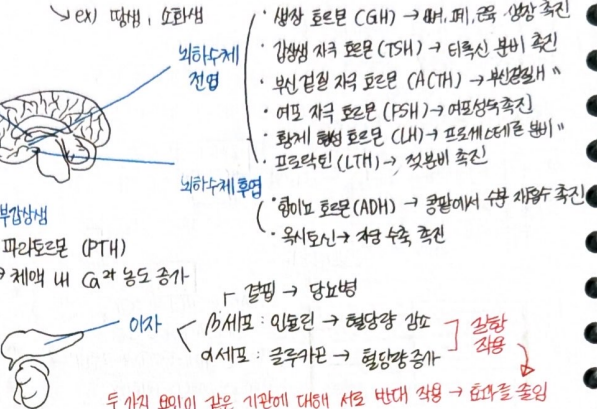 ↳ ex) 땀샘, 소화샘
뇌하수체 전엽
· 생장 호르몬 (GH) → 뼈, 폐, 근육 · 생장 촉진
· 갑상샘 자극 호르몬 (TSH) → 티록신 분비 촉진
· 부신 겉질 자극 호르몬 (ACTH) → 부신겉질 "
· 여포 자극 호르몬 (FSH) → 여포성숙촉진
· 황체 형성 호르몬 (LH) → 프로게스테론 분비 "
· 프로락틴 (LTH) → 젖분비 촉진
뇌하수체 후엽
· 항이뇨 호르몬 (ADH) → 콩팥에서 수분 재흡수 촉진
· 옥시토신 → 자궁 수축 촉진
부갑상샘
파라토르몬 (PTH)
→ 체액 내 Ca²⁺ 농도 증가
이자
결핍 → 당뇨병
β세포 : 인슐린 → 혈당량 감소
α세포 : 글루카곤 → 혈당량증가
길항 작용
두가지 요인이 같은 기관에 대해 서로 반대 작용 → 효과를 줄임